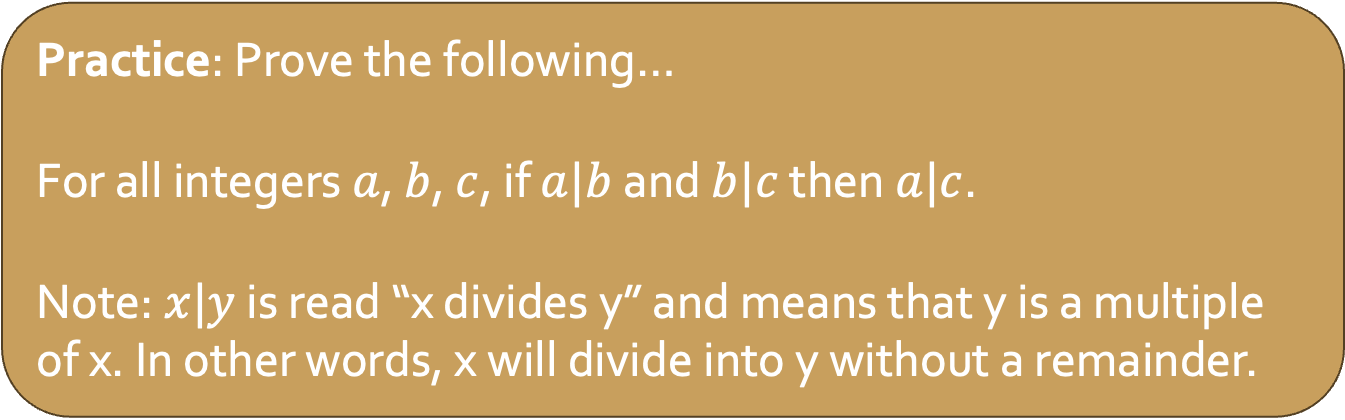 Practice: Prove the following...
For all integers 𝑎, 𝑏, 𝑐, if 𝑎|𝑏 and 𝑏|𝑐 then 𝑎|𝑐.
Note: 𝑥|𝑦 is read “x divides y” and means that y is a multiple
of x. In other words, x will divide into y without a remainder.